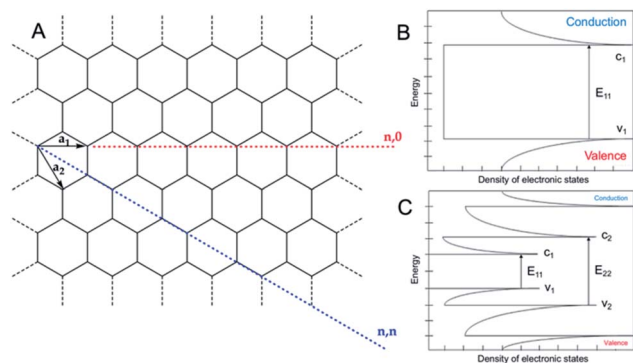 A
a1
a2
n,0
n,n
B
Conduction
c1
E11
v1
Valence
Energy
Density of electronic states
C
Conduction
c2
c1
E11
E22
v1
v2
Valence
Energy
Density of electronic states